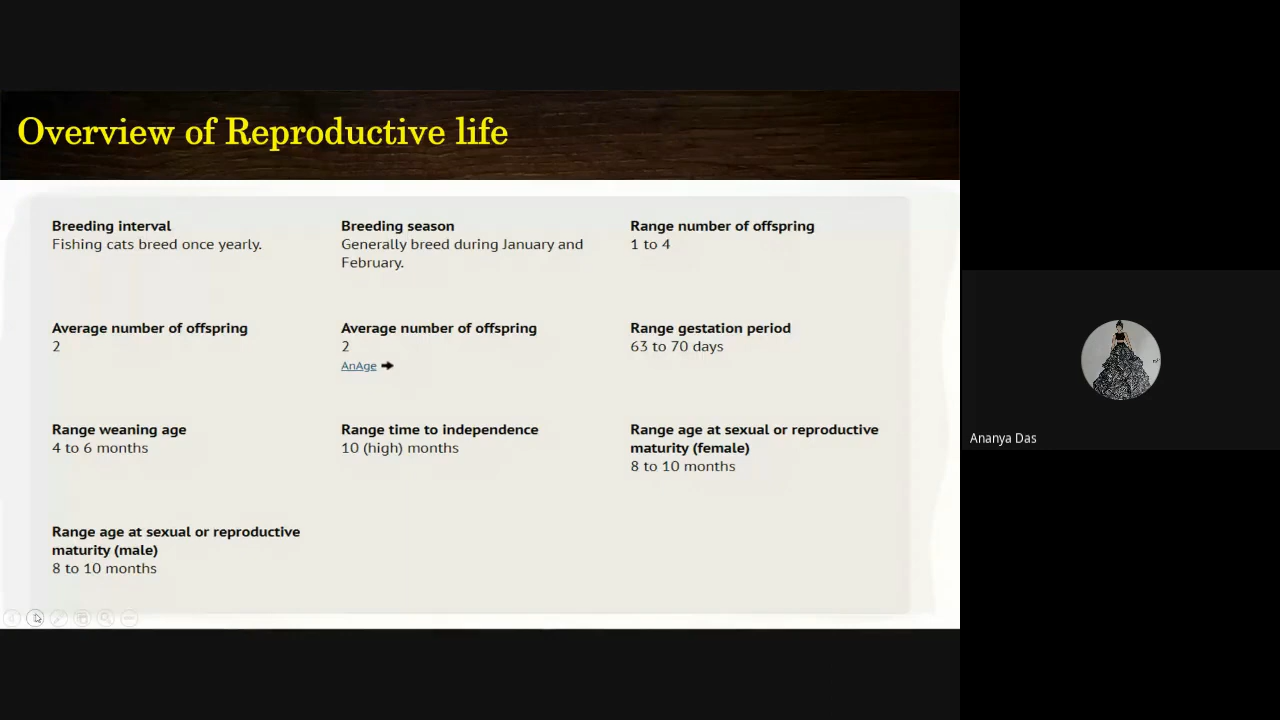 Overview of Reproductive life
Breeding interval
Fishing cats breed once yearly.
Breeding season
Generally breed during January and
February.
Range number of offspring
1 to 4
Average number of offspring
2
Average number of offspring
2
AnAge
Range gestation period
63 to 70 days
Range weaning age
4 to 6 months
Range time to independence
10 (high) months
Range age at sexual or reproductive
maturity (female)
8 to 10 months
Range age at sexual or reproductive
maturity (male)
8 to 10 months
Ananya Das